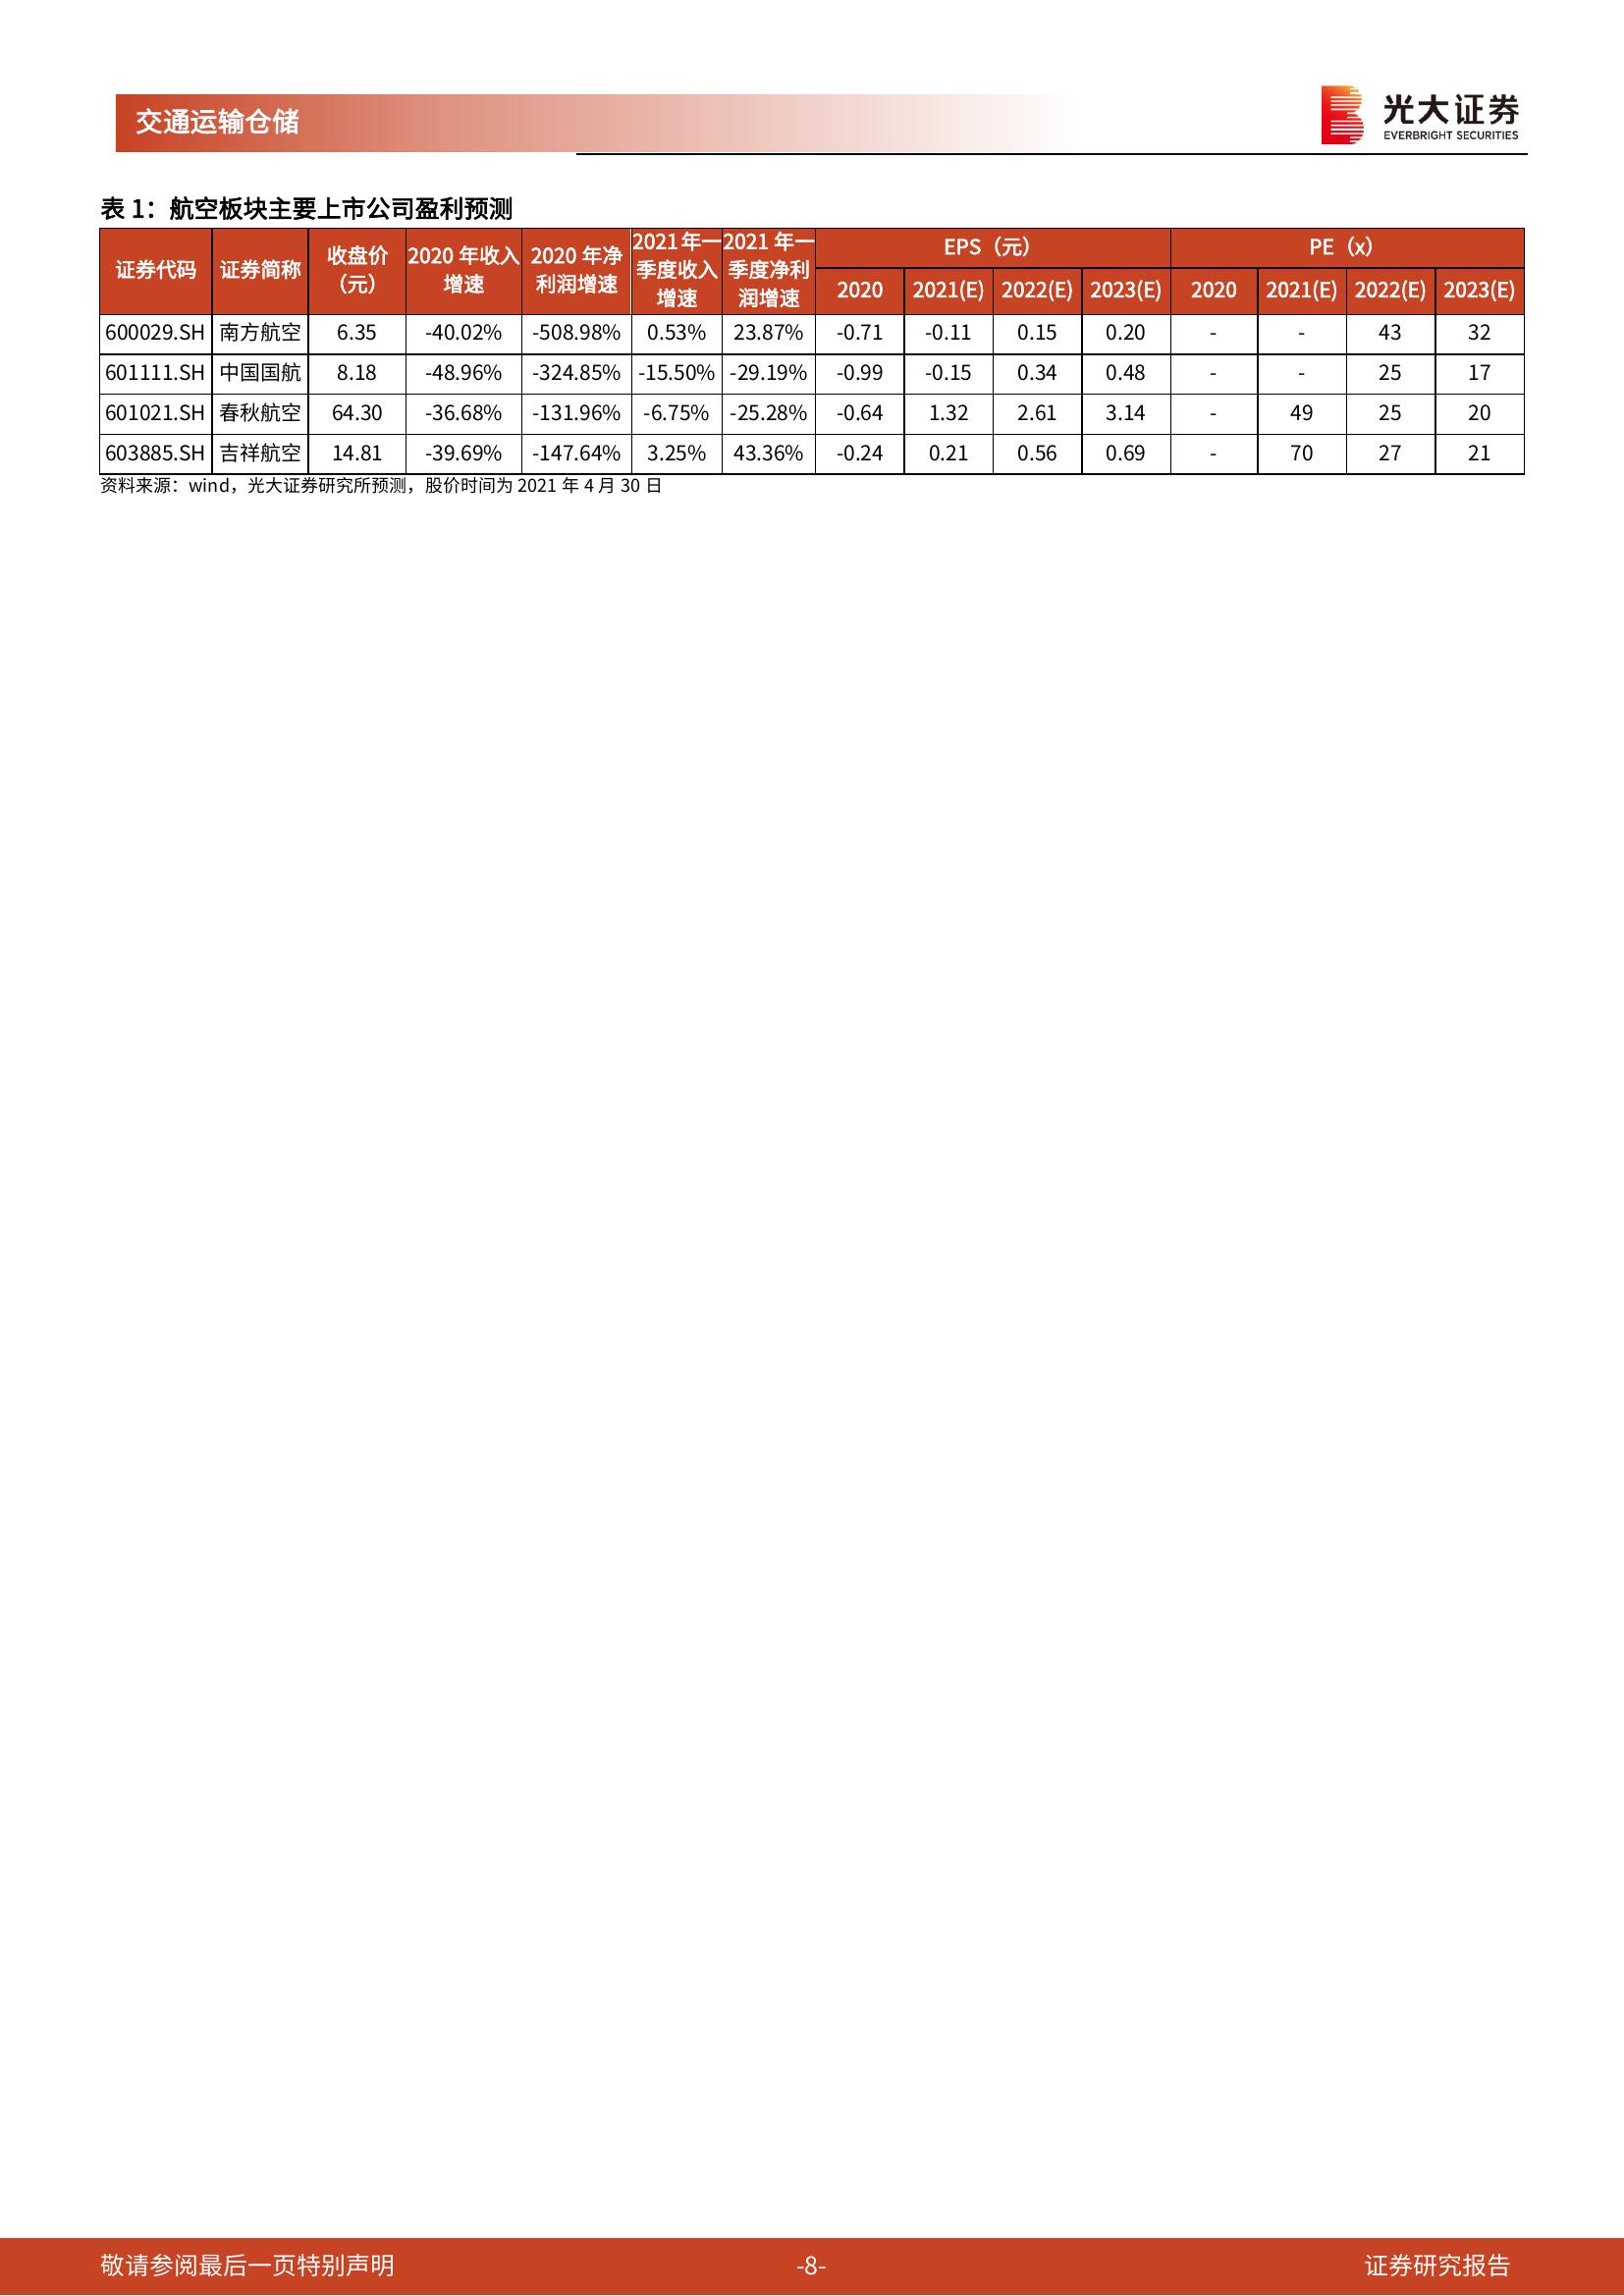 交通运输仓储
光大证券
EVERBRIGHT SECURITIES
表 1：航空板块主要上市公司盈利预测
证券代码 证券简称 收盘价（元） 2020 年收入增速 2020 年净利润增速 2021年一季度收入增速 2021 年一季度净利润增速 EPS（元） PE（x）
2020 2021(E) 2022(E) 2023(E) 2020 2021(E) 2022(E) 2023(E)
600029.SH 南方航空 6.35 -40.02% -508.98% 0.53% 23.87% -0.71 -0.11 0.15 0.20 - - 43 32
601111.SH 中国国航 8.18 -48.96% -324.85% -15.50% -29.19% -0.99 -0.15 0.34 0.48 - - 25 17
601021.SH 春秋航空 64.30 -36.68% -131.96% -6.75% -25.28% -0.64 1.32 2.61 3.14 - 49 25 20
603885.SH 吉祥航空 14.81 -39.69% -147.64% 3.25% 43.36% -0.24 0.21 0.56 0.69 - 70 27 21
资料来源：wind，光大证券研究所预测，股价时间为 2021 年 4 月 30 日
敬请参阅最后一页特别声明 -8- 证券研究报告